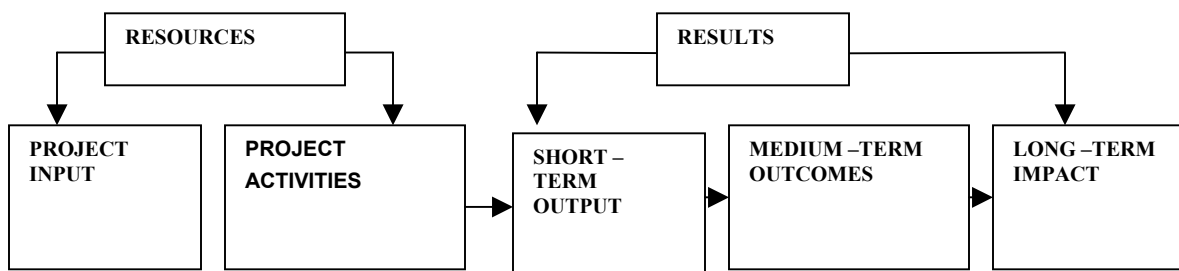 RESOURCES
RESULTS
PROJECT
INPUT
PROJECT
ACTIVITIES
SHORT –
TERM
OUTPUT
MEDIUM –TERM
OUTCOMES
LONG –TERM
IMPACT